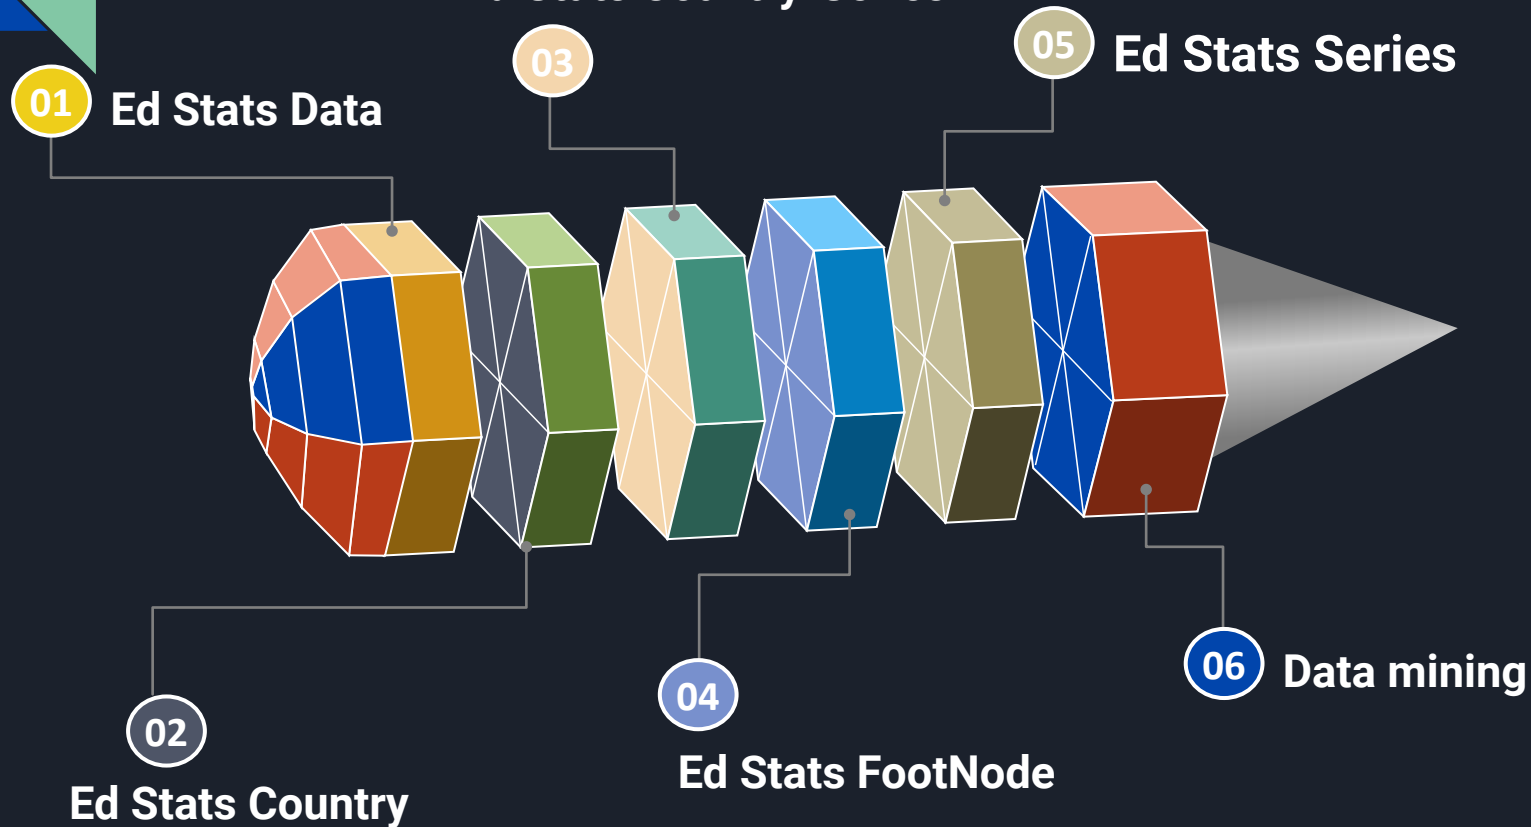 03
05
Ed Stats Series
01
Ed Stats Data
06
Data mining
04
02
Ed Stats FootNode
Ed Stats Country